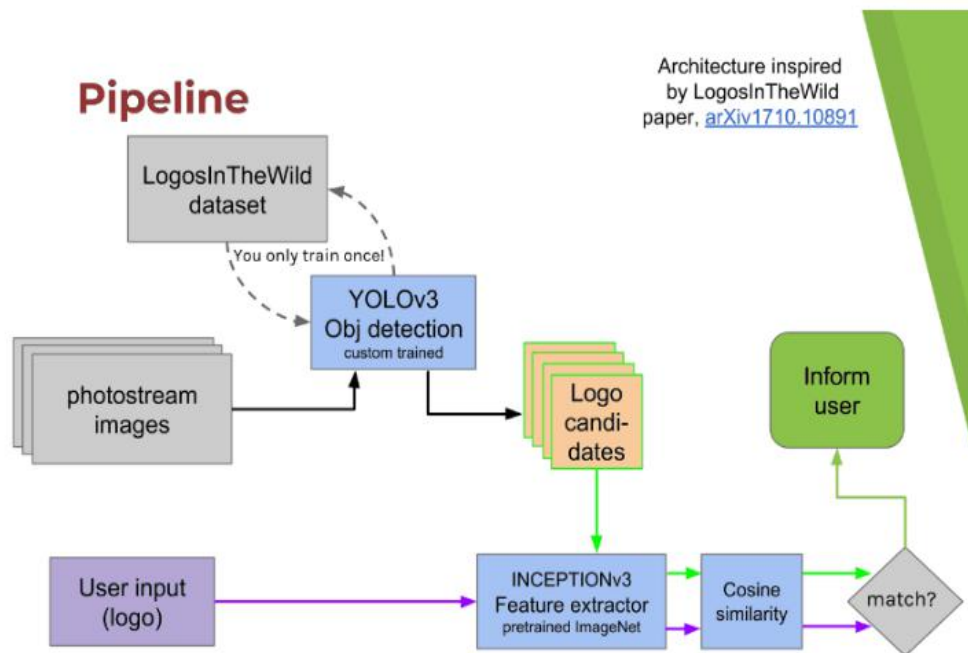 Pipeline
Architecture inspired
by LogosInTheWild
paper, arXiv1710.10891
LogosInTheWild
dataset
You only train once!
YOLOv3
Obj detection
custom trained
photostream
images
Logo
candi-
dates
Inform
user
User input
(logo)
INCEPTIONv3
Feature extractor
pretrained ImageNet
Cosine
similarity
match?